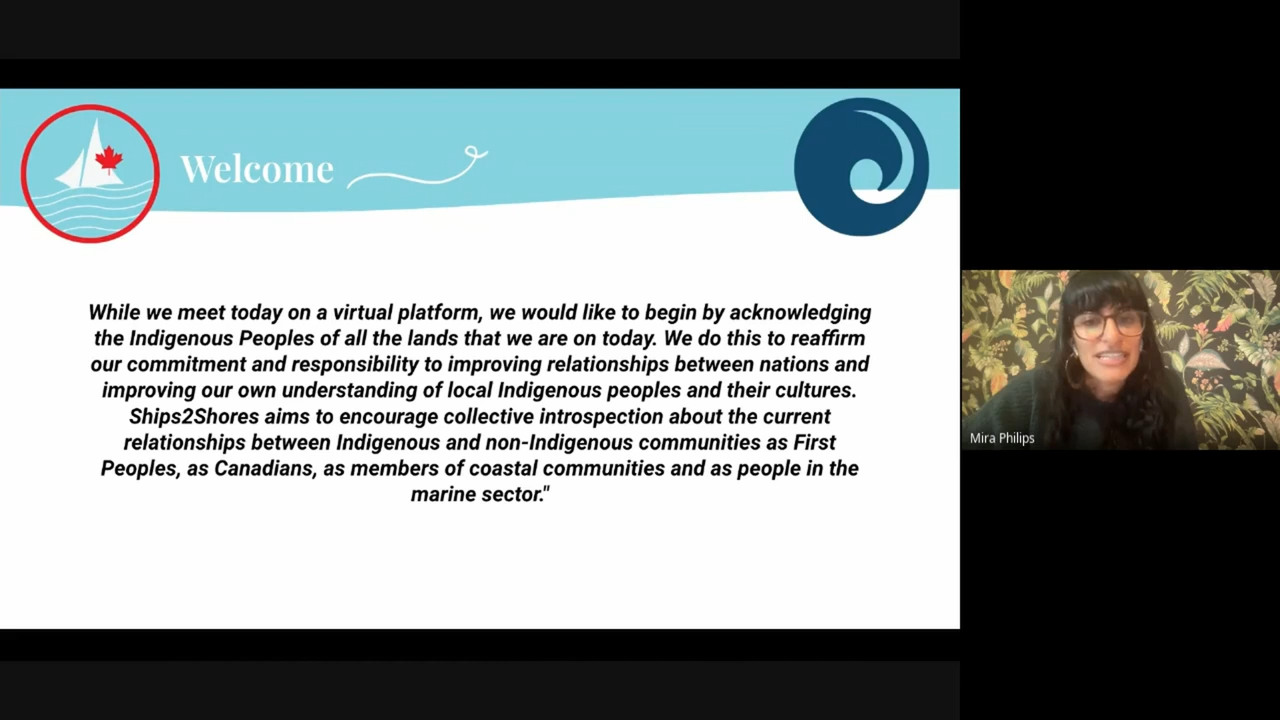 Welcome
While we meet today on a virtual platform, we would like to begin by acknowledging
the Indigenous Peoples of all the lands that we are on today. We do this to reaffirm
our commitment and responsibility to improving relationships between nations and
improving our own understanding of local Indigenous peoples and their cultures.
Ships2Shores aims to encourage collective introspection about the current
relationships between Indigenous and non-Indigenous communities as First
Peoples, as Canadians, as members of coastal communities and as people in the
marine sector."
Mira Philips